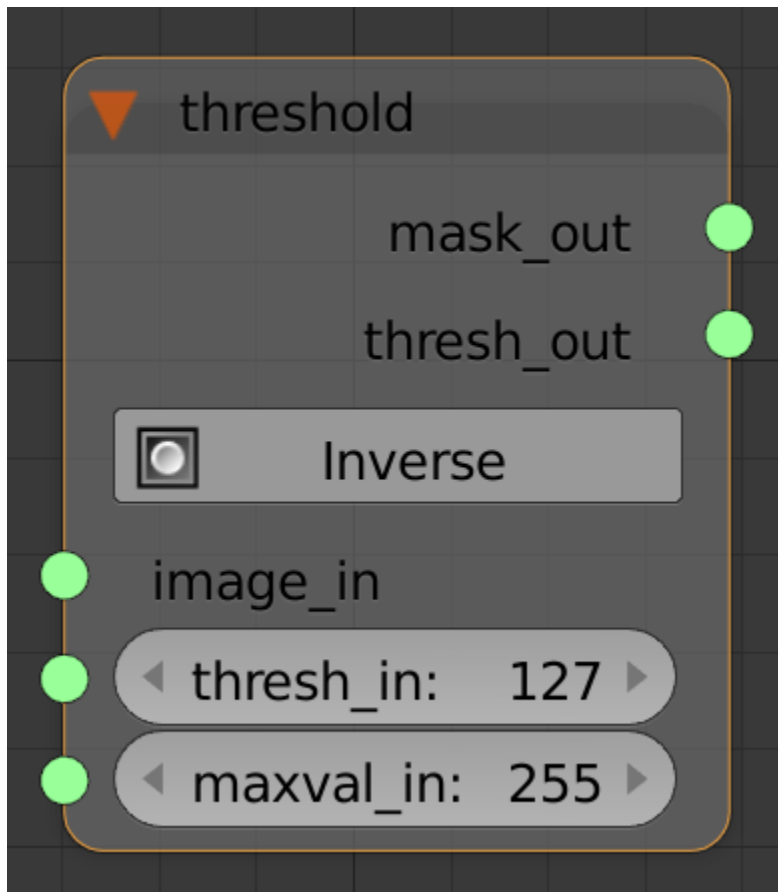 threshold
mask_out
thresh_out
Inverse
image_in
thresh_in: 127
maxval_in: 255